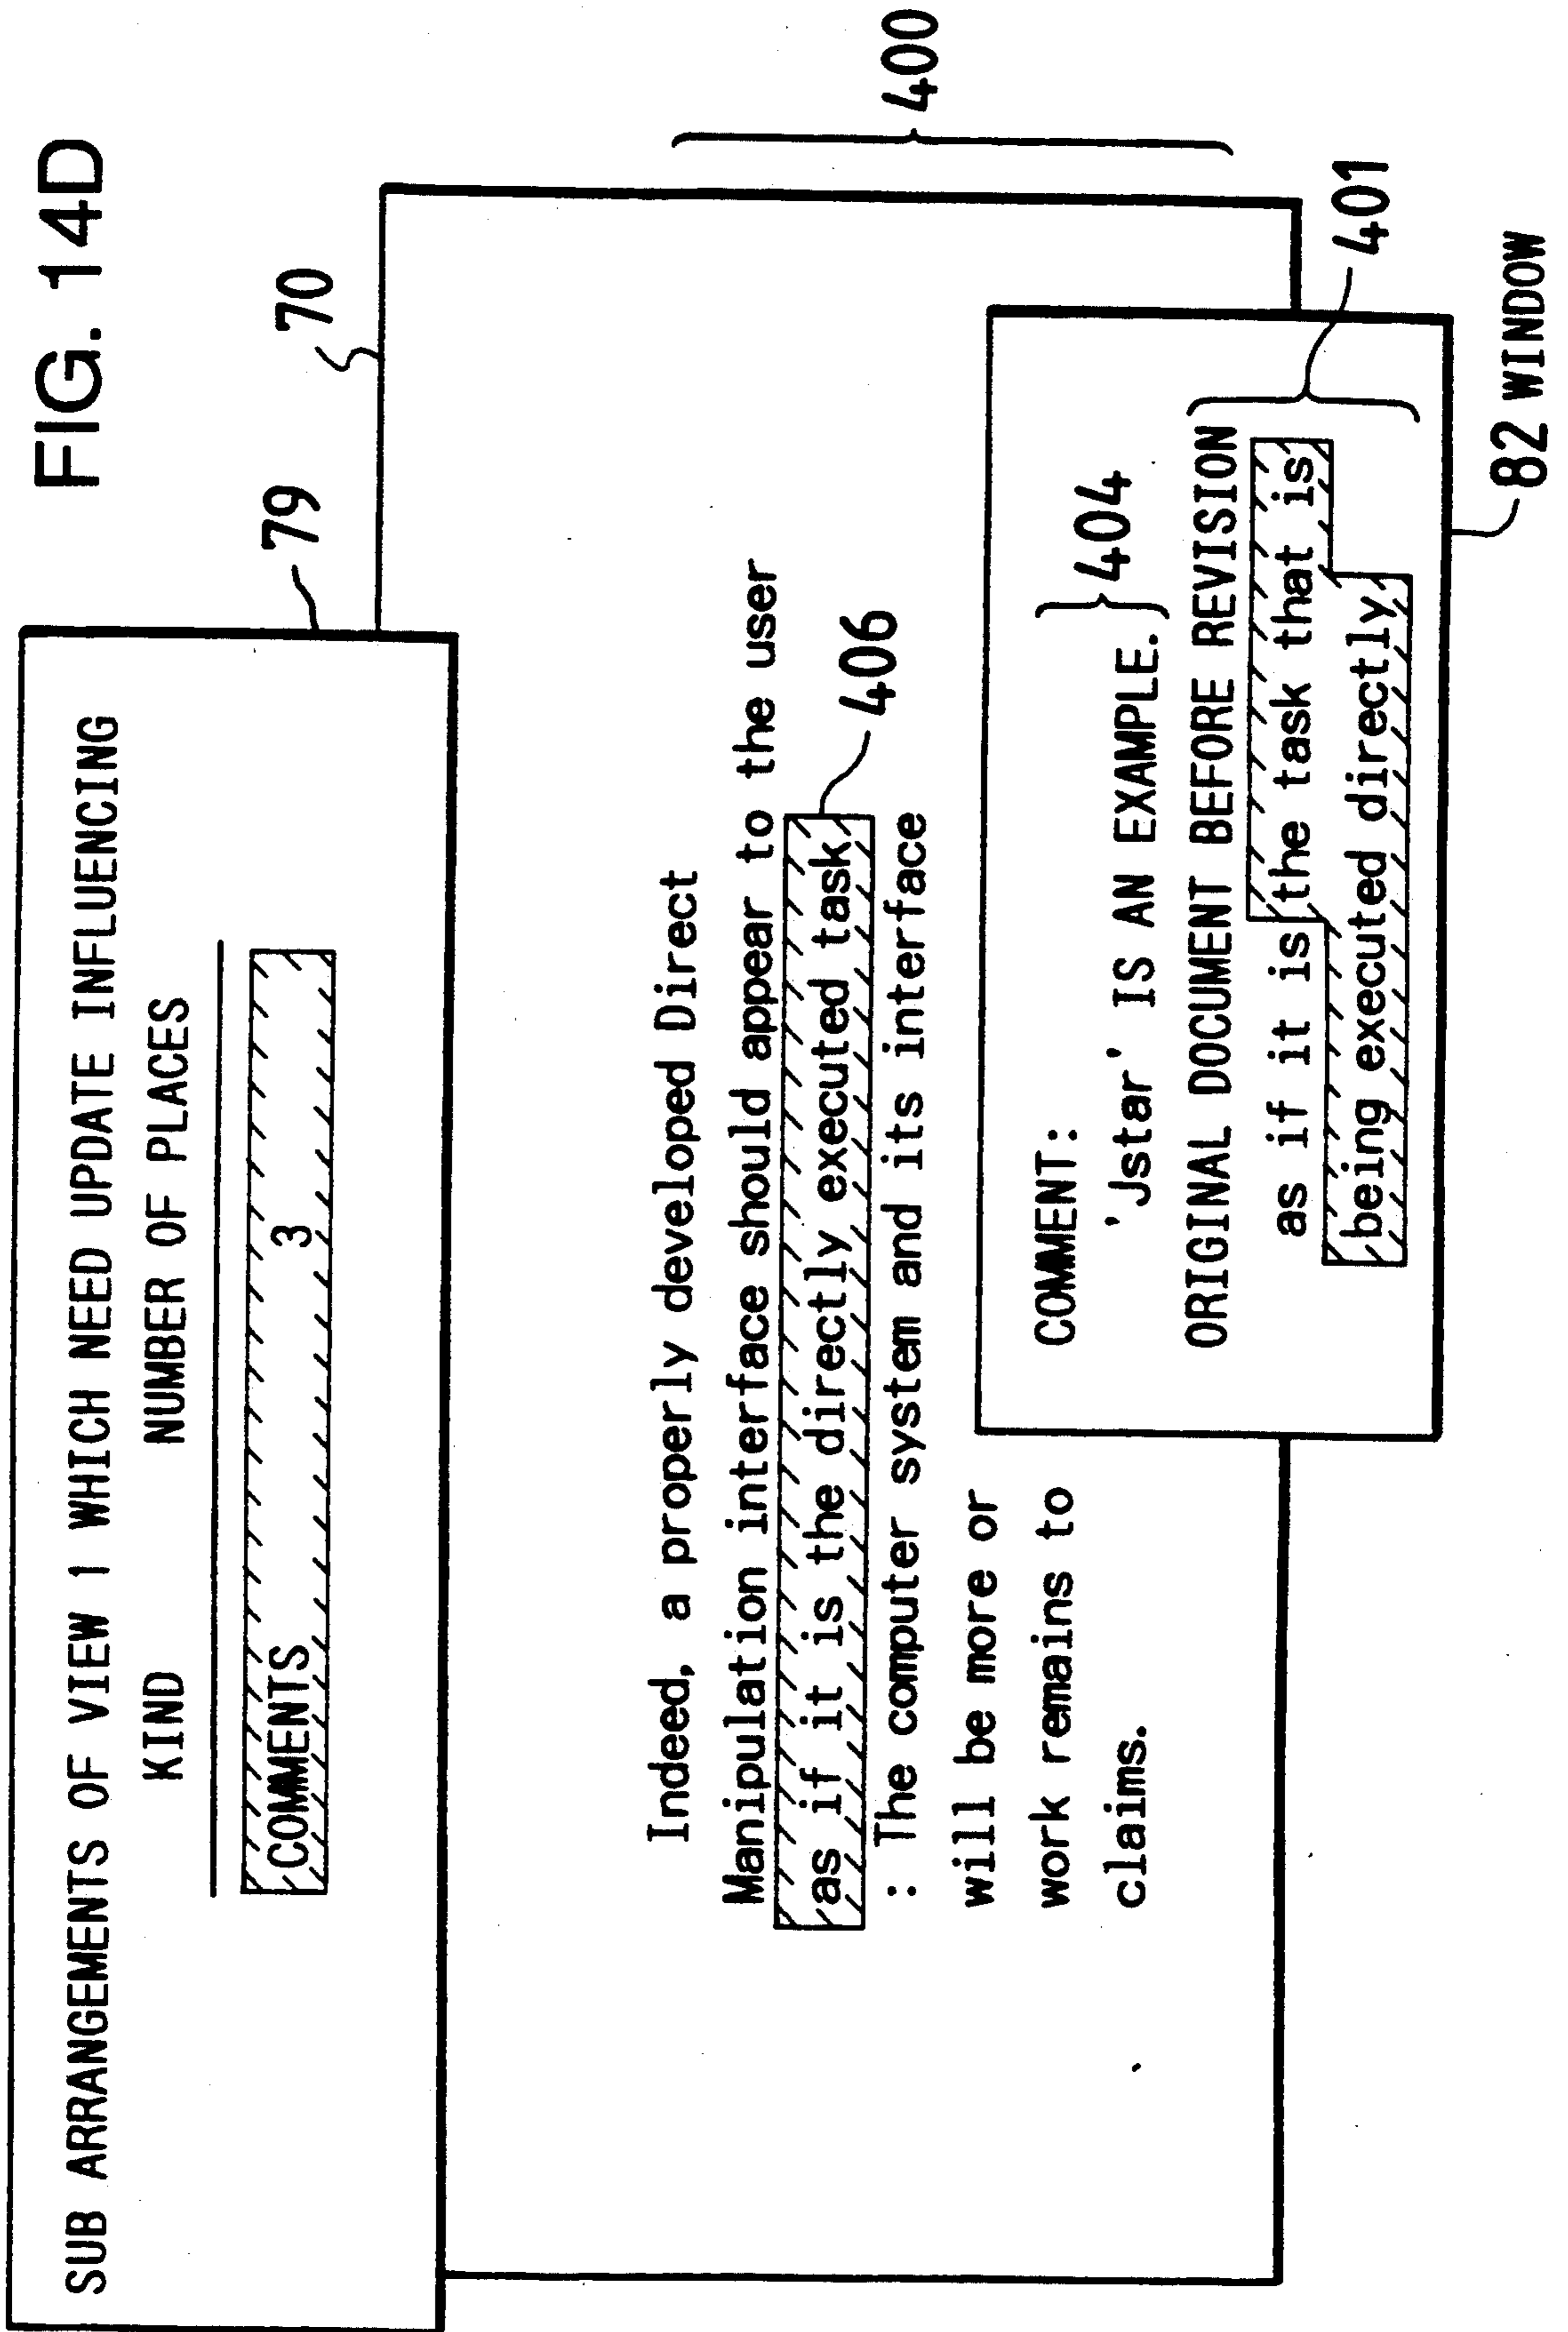 FIG. 14D
SUB ARRANGEMENTS OF VIEW 1 WHICH NEED UPDATE INFLUENCING
KIND NUMBER OF PLACES
COMMENTS 3
79
70
Indeed, a properly developed Direct
Manipulation interface should appear to the user
as if it is the directly executed task
406
: The computer system and its interface
will be more or
work remains to
claims.
400
COMMENT:
'Jstar' IS AN EXAMPLE.
404
ORIGINAL DOCUMENT BEFORE REVISION
as if it is the task that is
being executed directly
401
82 WINDOW